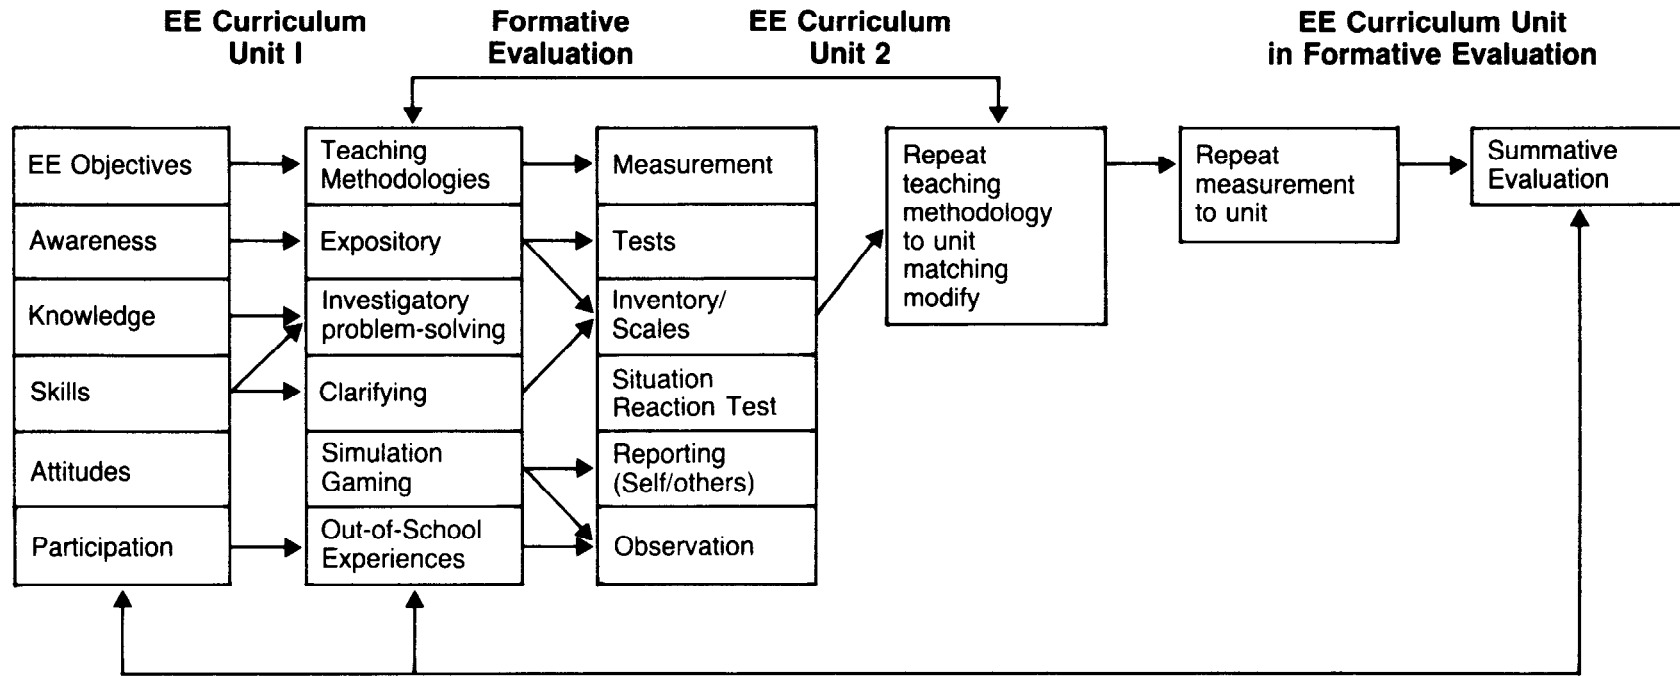 EE Curriculum
Unit I
Formative
Evaluation
EE Curriculum
Unit 2
EE Curriculum Unit
in Formative Evaluation
EE Objectives
Awareness
Knowledge
Skills
Attitudes
Participation
Teaching
Methodologies
Expository
Investigatory
problem-solving
Clarifying
Simulation
Gaming
Out-of-School
Experiences
Measurement
Tests
Inventory/
Scales
Situation
Reaction Test
Reporting
(Self/others)
Observation
Repeat
teaching
methodology
to unit
matching
modify
Repeat
measurement
to unit
Summative
Evaluation